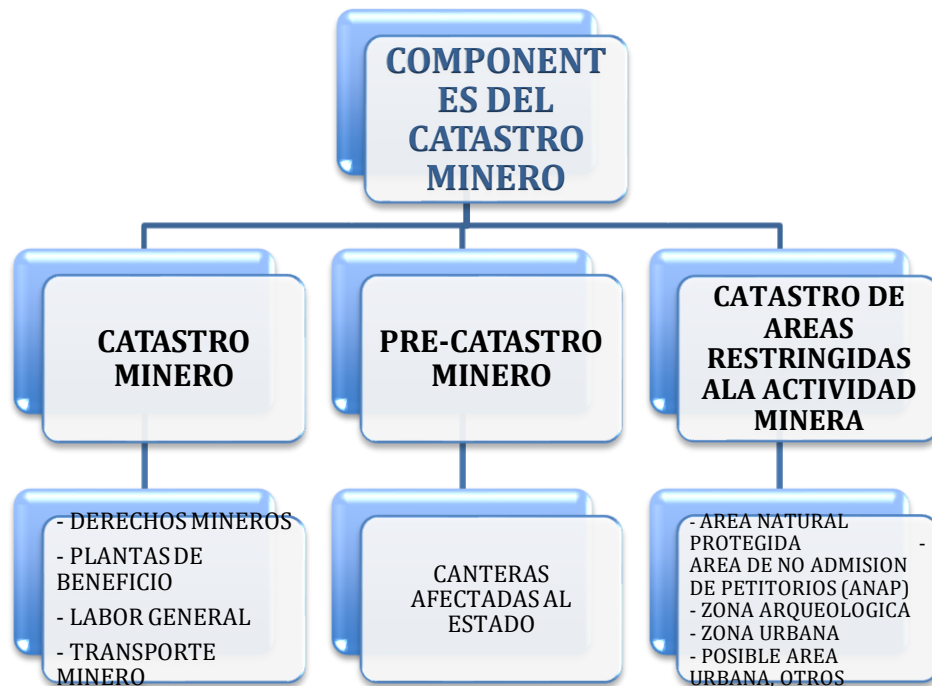 COMPONENT
ES DEL
CATASTRO
MINERO
CATASTRO
MINERO
PRE-CATASTRO
MINERO
CATASTRO DE
AREAS
RESTRINGIDAS
ALA ACTIVIDAD
MINERA
- DERECHOS MINEROS
- PLANTAS DE
BENEFICIO
- LABOR GENERAL
- TRANSPORTE
MINERO
CANTERAS
AFECTADAS AL
ESTADO
- AREA NATURAL
PROTEGIDA -
AREA DE NO ADMISION
DE PETITORIOS (ANAP)
- ZONA ARQUEOLOGICA
- ZONA URBANA
- POSIBLE AREA
URBANA, OTROS